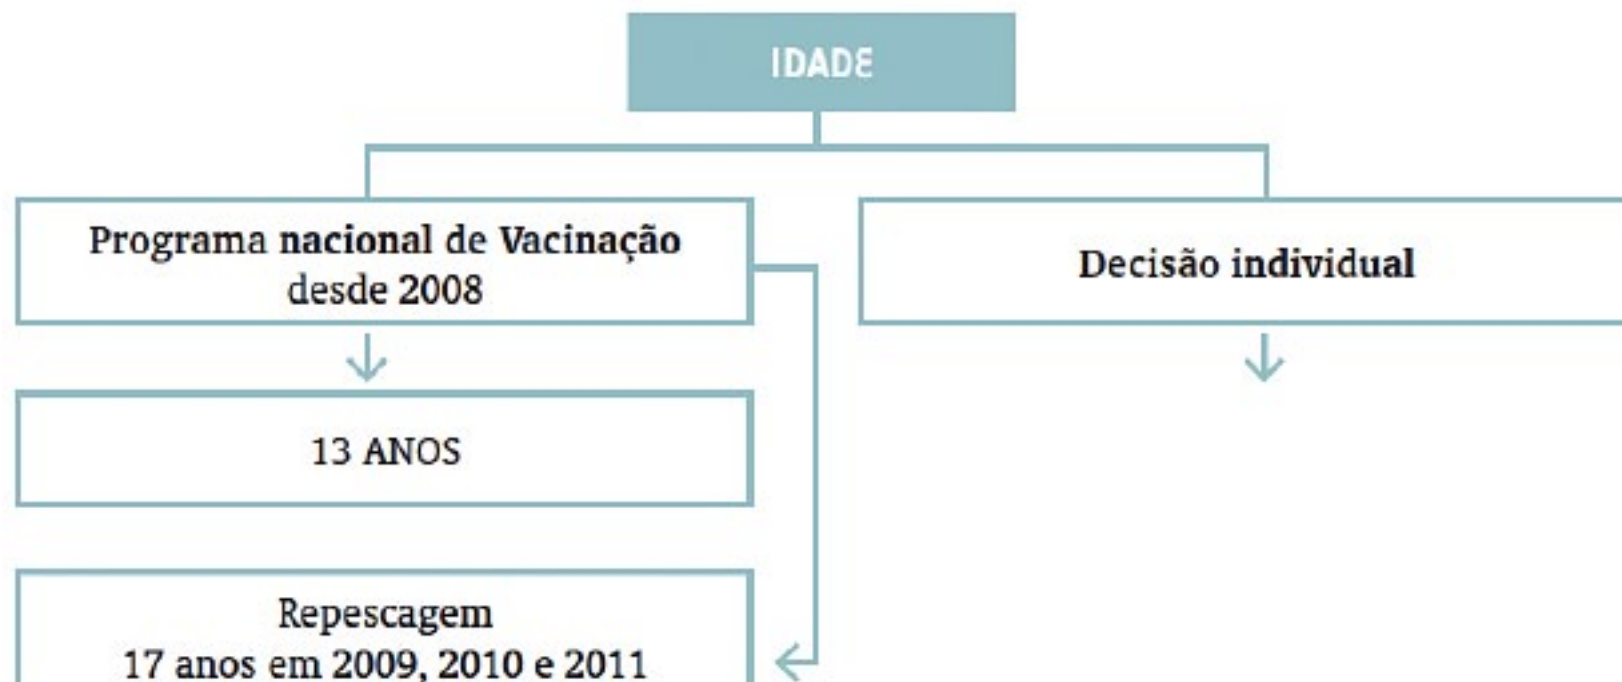 IDADE
Programa nacional de Vacinação
desde 2008
Decisão individual
13 ANOS
Repescagem
17 anos em 2009, 2010 e 2011